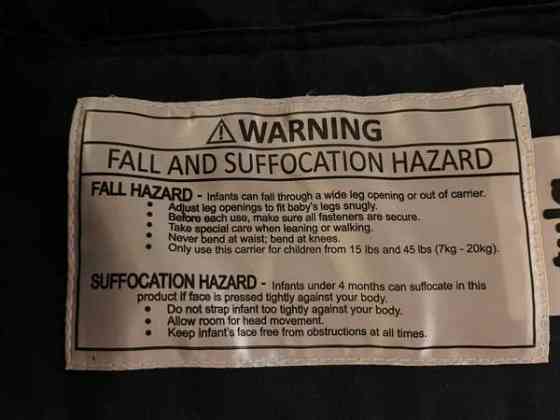 ⚠WARNING
FALL AND SUFFOCATION HAZARD
FALL HAZARD - Infants can fall through a wide leg opening or out of carrier.
• Adjust leg openings to fit baby's legs snugly.
• Before each use, make sure all fasteners are secure.
• Take special care when leaning or walking.
• Never bend at waist; bend at knees.
• Only use this carrier for children from 15 lbs and 45 lbs (7kg - 20kg).
SUFFOCATION HAZARD - Infants under 4 months can suffocate in this
product if face is pressed tightly against your body.
• Do not strap infant too tightly against your body.
• Allow room for head movement.
• Keep infant's face free from obstructions at all times.